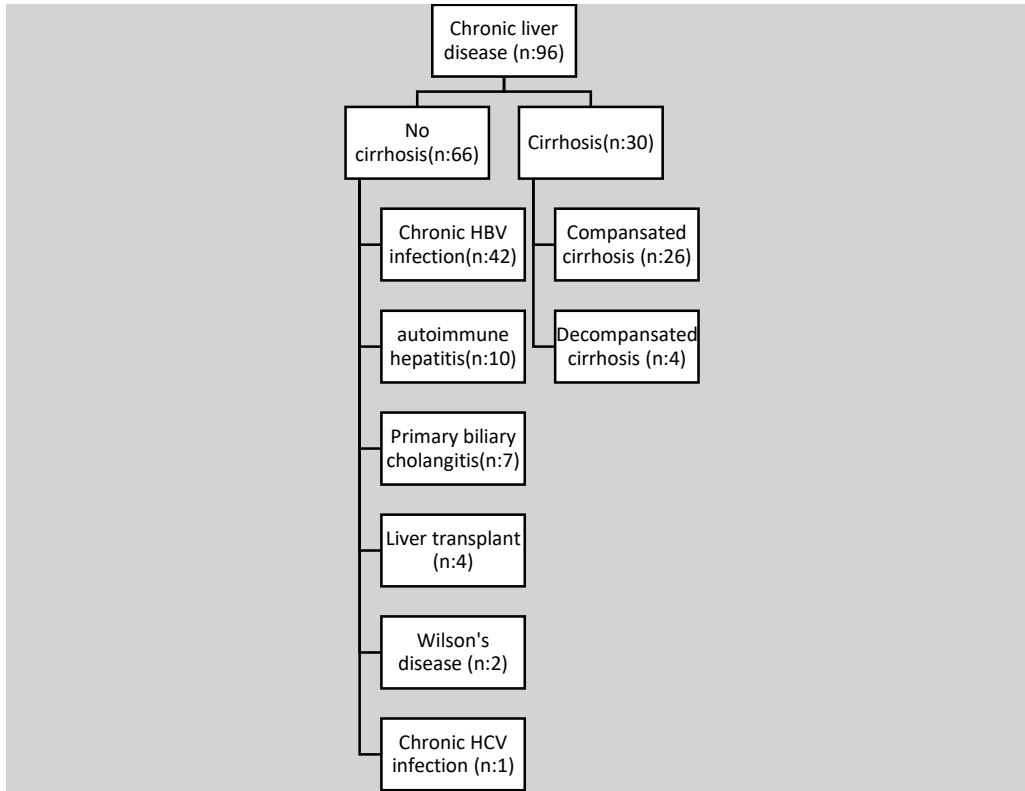 Chronic liver
disease (n:96)
No
cirrhosis(n:66)
Cirrhosis(n:30)
Chronic HBV
infection(n:42)
Compansated
cirrhosis (n:26)
autoimmune
hepatitis(n:10)
Decompansated
cirrhosis (n:4)
Primary biliary
cholangitis(n:7)
Liver transplant
(n:4)
Wilson's
disease (n:2)
Chronic HCV
infection (n:1)